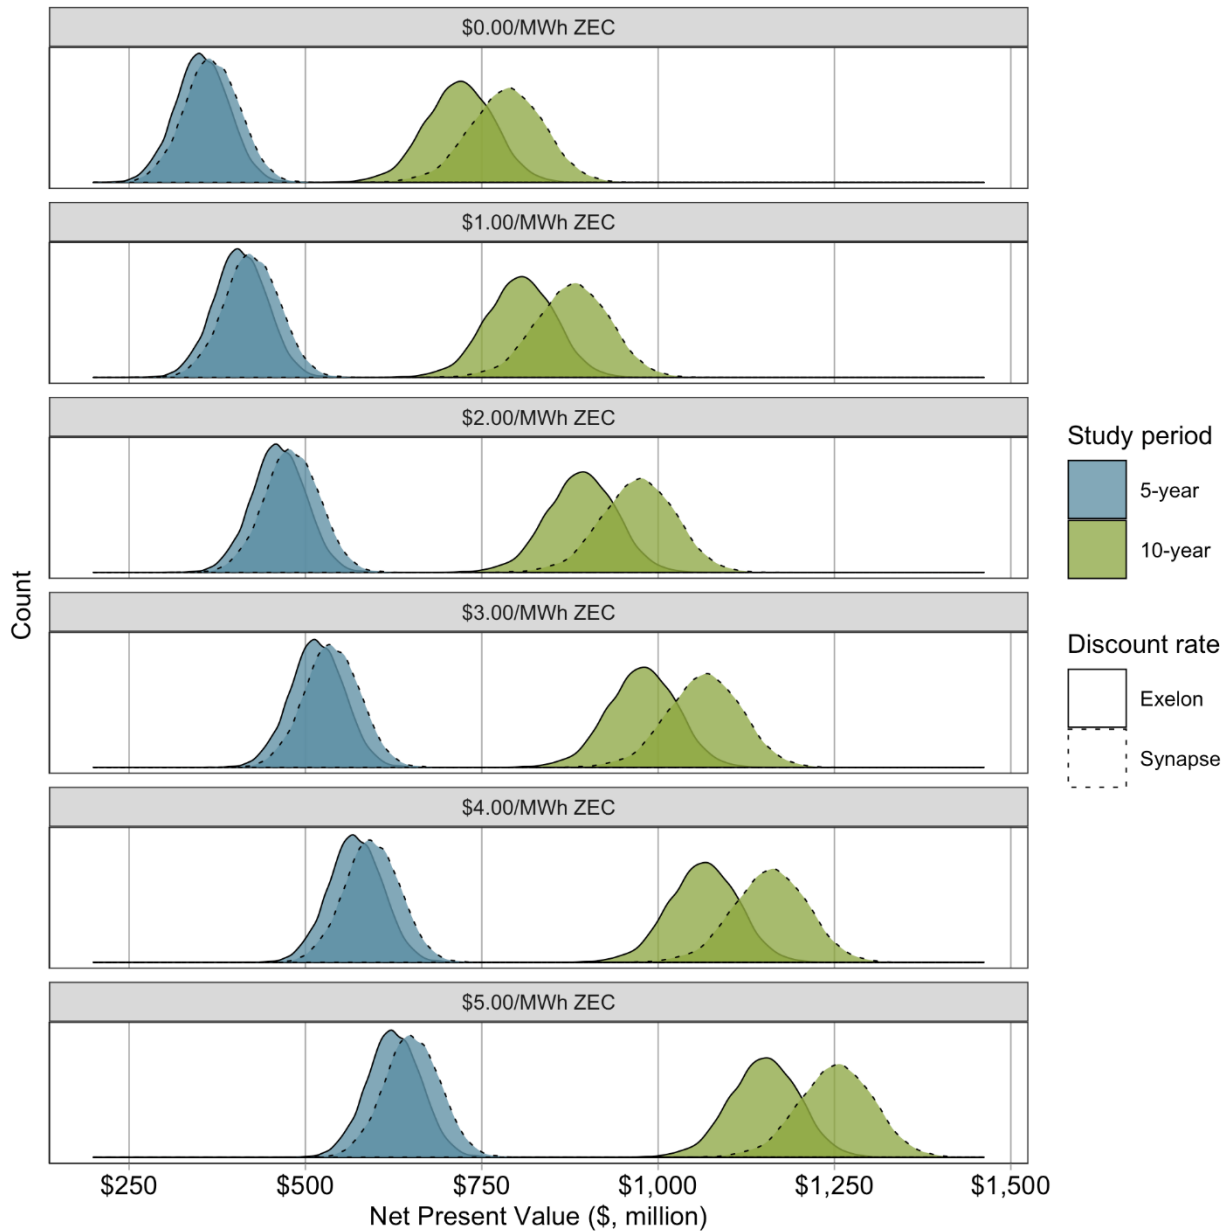 $0.00/MWh ZEC
$1.00/MWh ZEC
$2.00/MWh ZEC
$3.00/MWh ZEC
$4.00/MWh ZEC
$5.00/MWh ZEC
Count
$250 $500 $750 $1,000 $1,250 $1,500
Net Present Value ($, million)
Study period
5-year
10-year
Discount rate
Exelon
Synapse